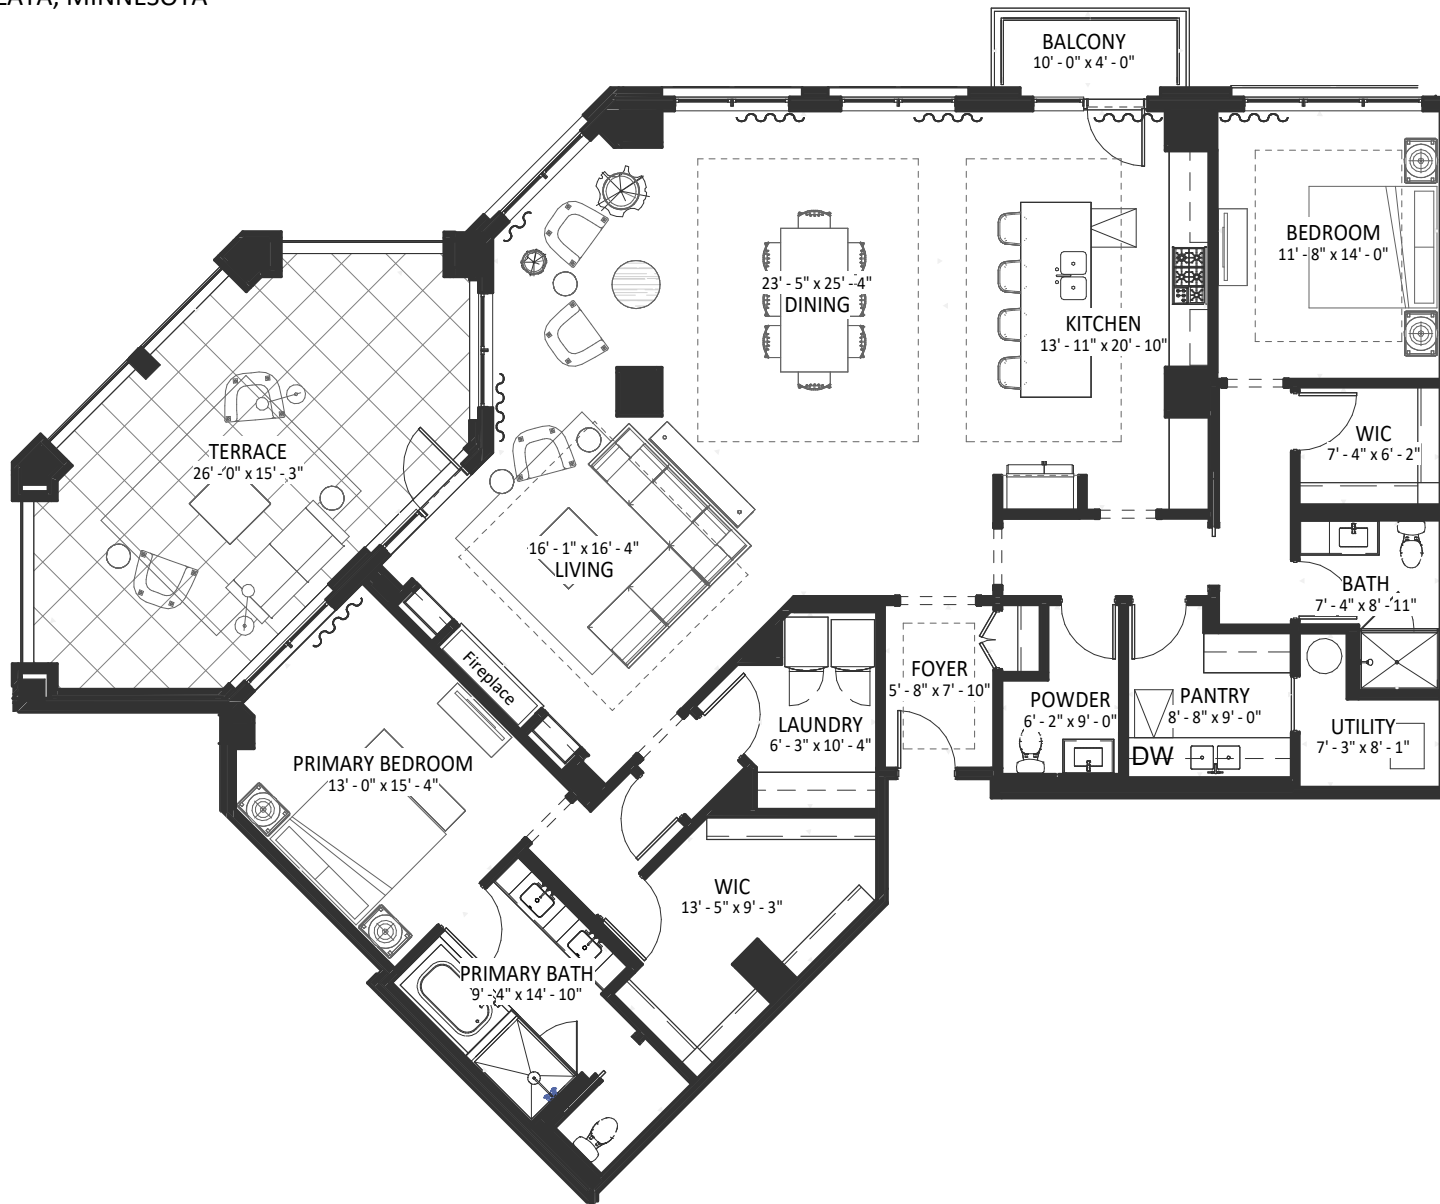 MINNESOTA
BALCONY
10' - 0" x 4' - 0"
BEDROOM
11' - 8" x 14' - 0"
23' - 5" x 25' - 4"
DINING
KITCHEN
13' - 11" x 20' - 10"
TERRACE
26' - 0" x 15' - 3"
WIC
7' - 4" x 6' - 2"
16' - 1" x 16' - 4"
LIVING
BATH
7' - 4" x 8' - 11"
Fireplace
FOYER
5' - 8" x 7' - 10"
POWDER
6' - 2" x 9' - 0"
PANTRY
8' - 8" x 9' - 0"
DW
UTILITY
7' - 3" x 8' - 1"
LAUNDRY
6' - 3" x 10' - 4"
PRIMARY BEDROOM
13' - 0" x 15' - 4"
WIC
13' - 5" x 9' - 3"
PRIMARY BATH
9' - 4" x 14' - 10"